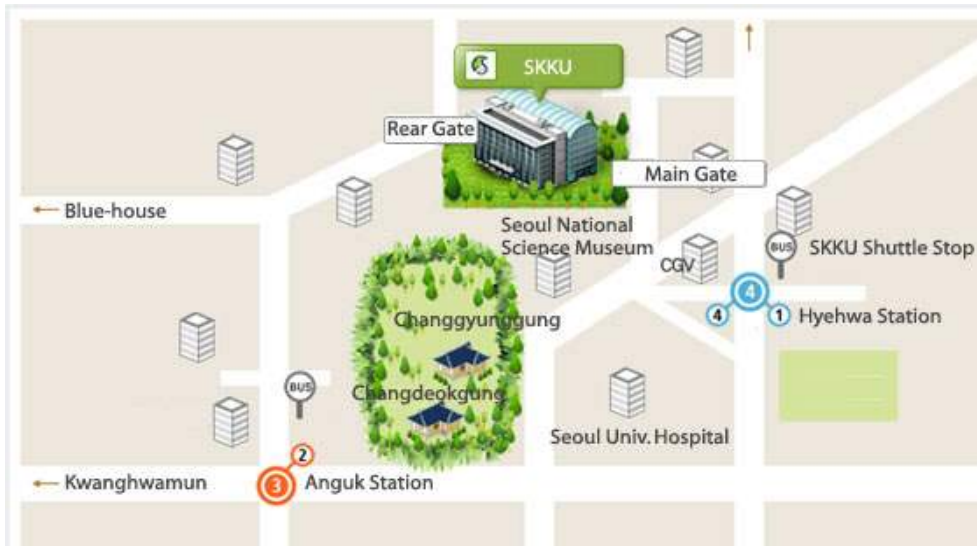 SKKU
Rear Gate
Main Gate
Blue-house
Seoul National
Science Museum
BUS
SKKU Shuttle Stop
CGV
4
4
1
Hyehwa Station
Changgyunggung
BUS
Changdeokgung
Seoul Univ. Hospital
2
Kwanghwamun
3
Anguk Station